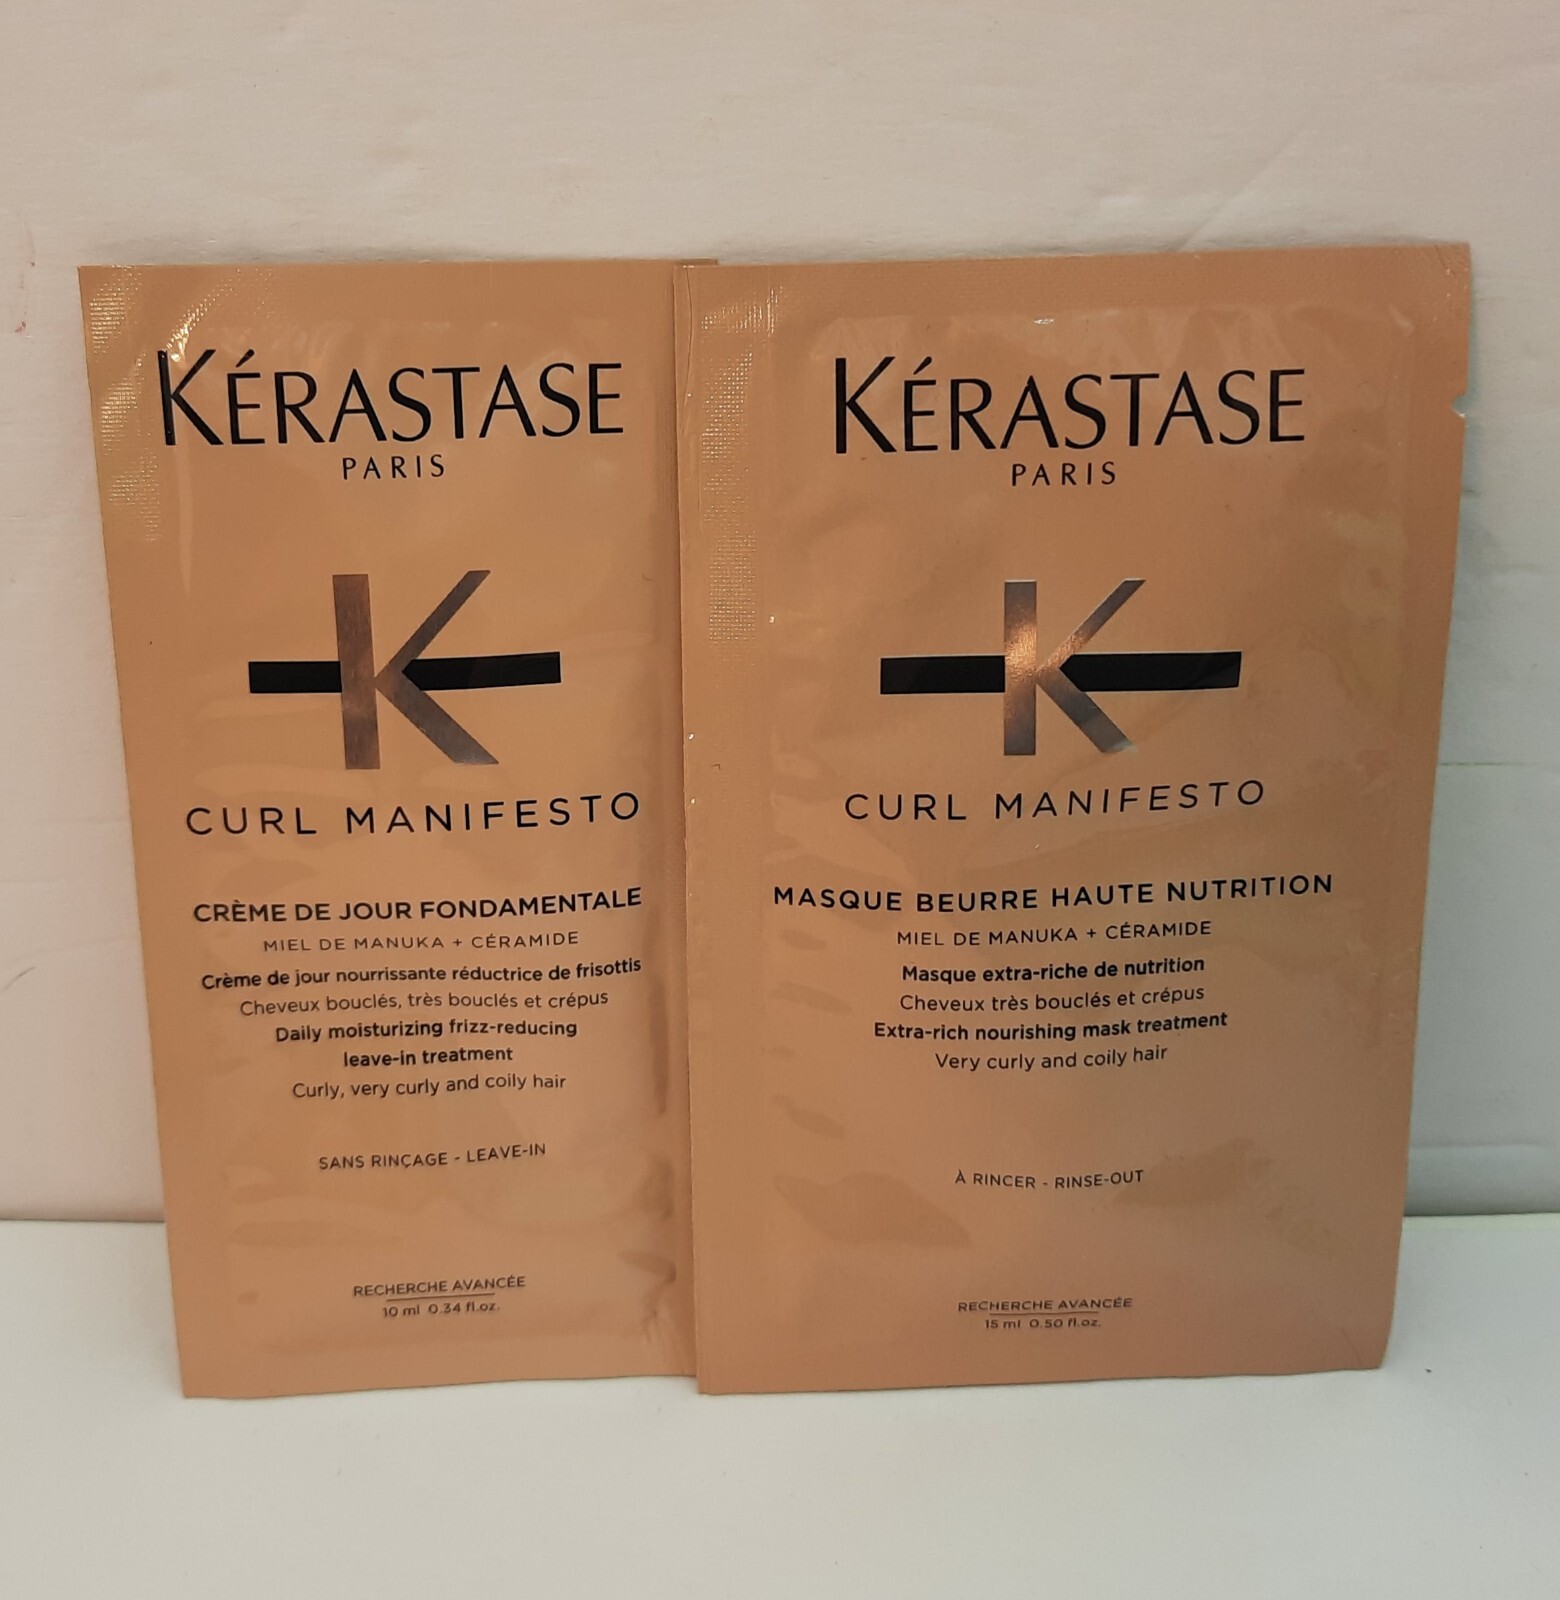 KÉRASTASE
PARIS
K
CURL MANIFESTO
CRÈME DE JOUR FONDAMENTALE
MIEL DE MANUKA + CÉRAMIDE
Crème de jour nourrissante réductrice de frisottis
Cheveux bouclés, très bouclés et crépus
Daily moisturizing frizz-reducing
leave-in treatment
Curly, very curly and coily hair
SANS RINÇAGE - LEAVE-IN
RECHERCHE AVANCÉE
10 ml 0.34 fl.oz.
KÉRASTASE
PARIS
K
CURL MANIFESTO
MASQUE BEURRE HAUTE NUTRITION
MIEL DE MANUKA + CÉRAMIDE
Masque extra-riche de nutrition
Cheveux très bouclés et crépus
Extra-rich nourishing mask treatment
Very curly and coily hair
À RINCER - RINSE-OUT
RECHERCHE AVANCÉE
15 ml 0.50 fl.oz.